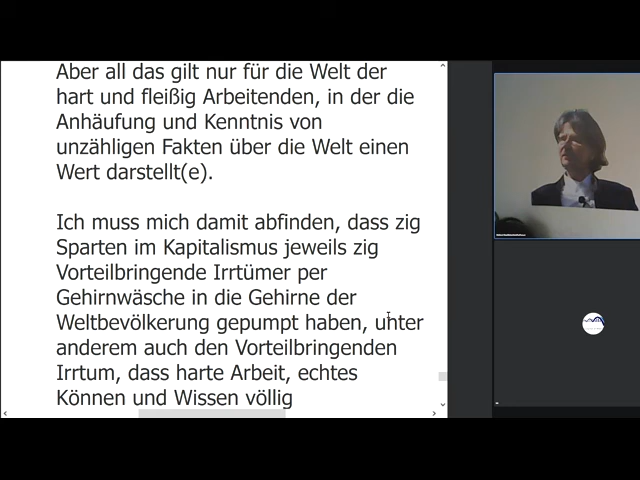 Aber all das gilt nur für die Welt der
hart und fleißig Arbeitenden, in der die
Anhäufung und Kenntnis von
unzähligen Fakten über die Welt einen
Wert darstellt(e).
Ich muss mich damit abfinden, dass zig
Sparten im Kapitalismus jeweils zig
Vorteilbringende Irrtümer per
Gehirnwäsche in die Gehirne der
Weltbevölkerung gepumpt haben, unter
anderem auch den Vorteilbringenden
Irrtum, dass harte Arbeit, echtes
Können und Wissen völlig